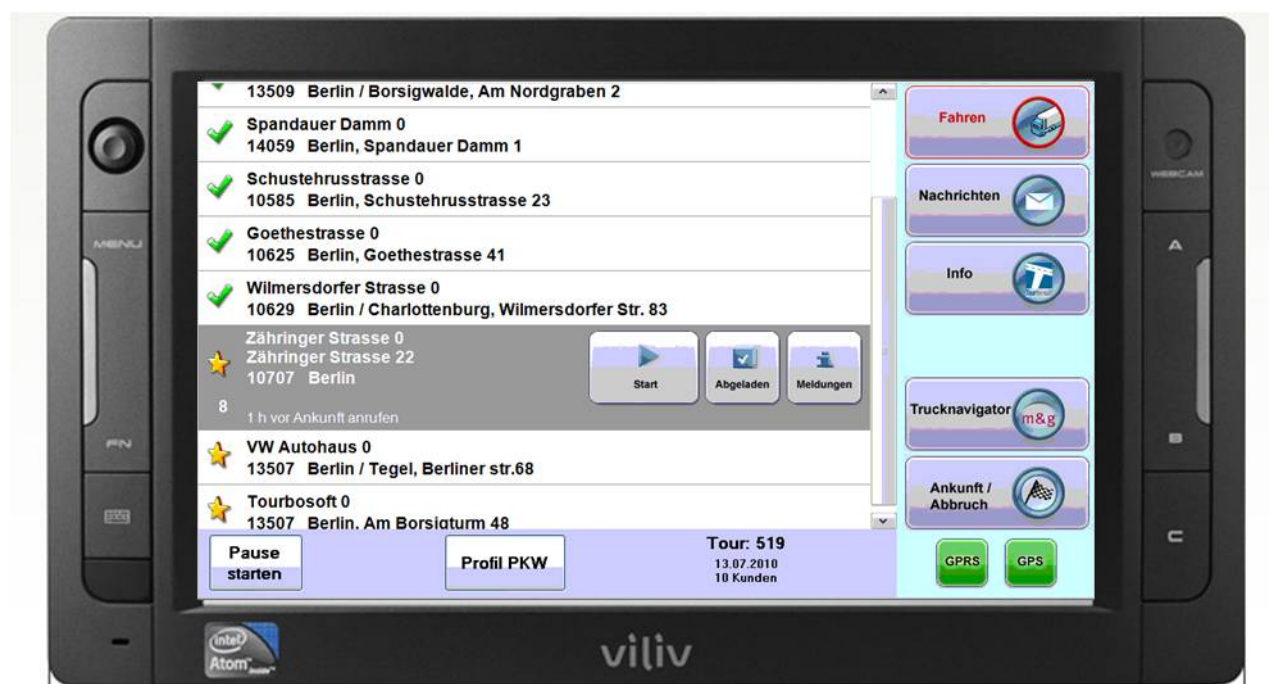 13509 Berlin / Borsigwalde, Am Nordgraben 2
Spandauer Damm 0
14059 Berlin, Spandauer Damm 1
Schustehrusstrasse 0
10585 Berlin, Schustehrusstrasse 23
Goethestrasse 0
10625 Berlin, Goethestrasse 41
Wilmersdorfer Strasse 0
10629 Berlin / Charlottenburg, Wilmersdorfer Str. 83
Zähringer Strasse 0
Zähringer Strasse 22
10707 Berlin
8
1 h vor Ankunft anrufen
Start
Abgeladen
Meldungen
VW Autohaus 0
13507 Berlin / Tegel, Berliner str.68
Tourbosoft 0
13507 Berlin, Am Borsigturm 48
Pause
starten
Profil PKW
Tour: 519
13.07.2010
10 Kunden
Fahren
Nachrichten
Info
Trucknavigator
m&g
Ankunft /
Abbruch
GPRS
GPS
MENU
FN
WEBCAM
A
B
C
intel
Atom
inside
viliv